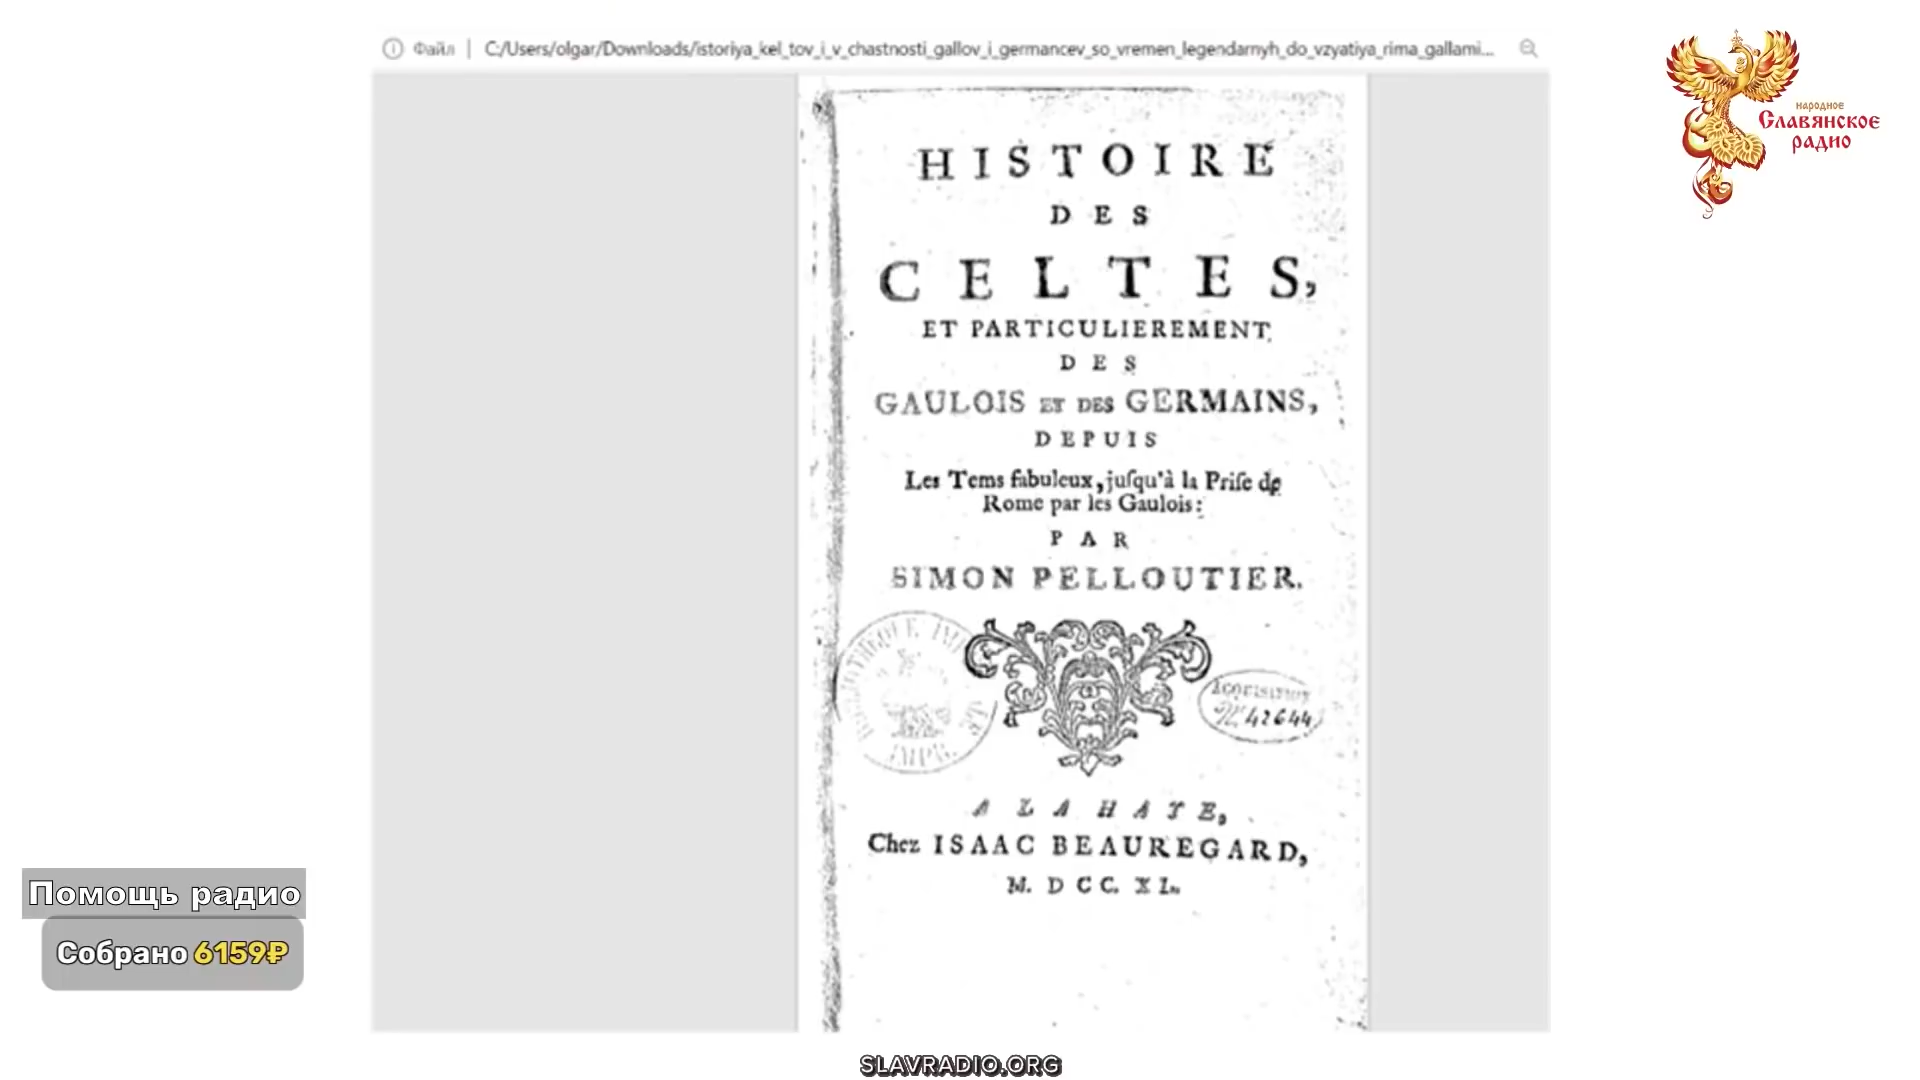 Файл | C:/Users/olgar/Downloads/istoriya_kel_tov_i_v_chastnosti_gallov_i_germancev_so_vremen_legendarnyh_do_vzyatiya_rima_gallami...
народное
Славянское
радио
HISTOIRE
DES
CELTES,
ET PARTICULIEREMENT
DES
GAULOIS ET DES GERMAINS,
DEPUIS
Les Tems fabuleux, juſqu'à la Priſe de
Rome par les Gaulois:
PAR
SIMON PELLOUTIER.
ACQUISITION
42644
A LA HAYE,
Chez ISAAC BEAUREGARD,
M. DCC. XL.
Помощь радио
Собрано 6159₽
SLAVRADIO.ORG